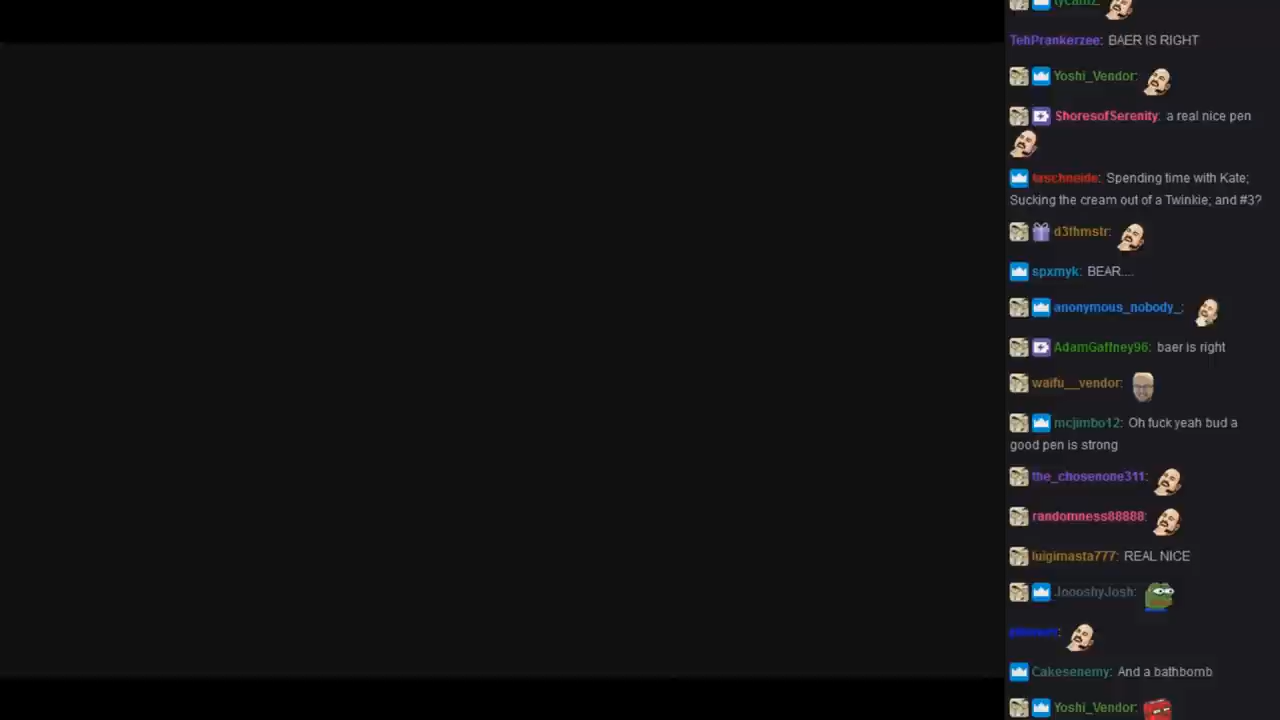 TehPrankerzee: BAER IS RIGHT
Yoshi_Vendor:
ShoresofSerenity: a real nice pen
taschneide: Spending time with Kate;
Sucking the cream out of a Twinkie; and #3?
d3fhmstr:
spxmyk: BEAR....
anonymous_nobody_:
AdamGaffney96: baer is right
waifu__vendor:
mcjimbo12: Oh fuck yeah bud a
good pen is strong
the_chosenone311:
randomness88888:
luigimasta777: REAL NICE
JoooshyJosh:
Cakesenemy: And a bathbomb
Yoshi_Vendor: